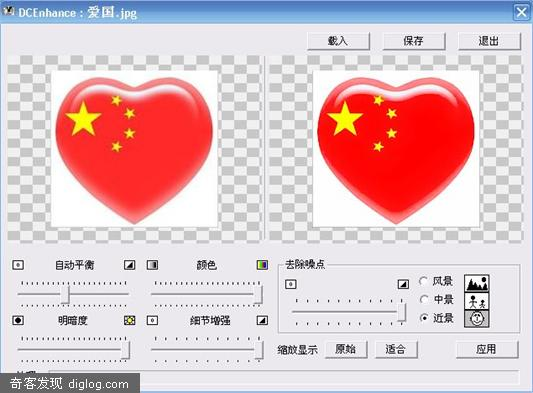 DCEnhance：爱国.jpg
载入 保存 退出
自动平衡 颜色 去除噪点
风景
中景
近景
明暗度 细节增强
缩放显示 原始 适合 应用
奇客发现 diglog.com